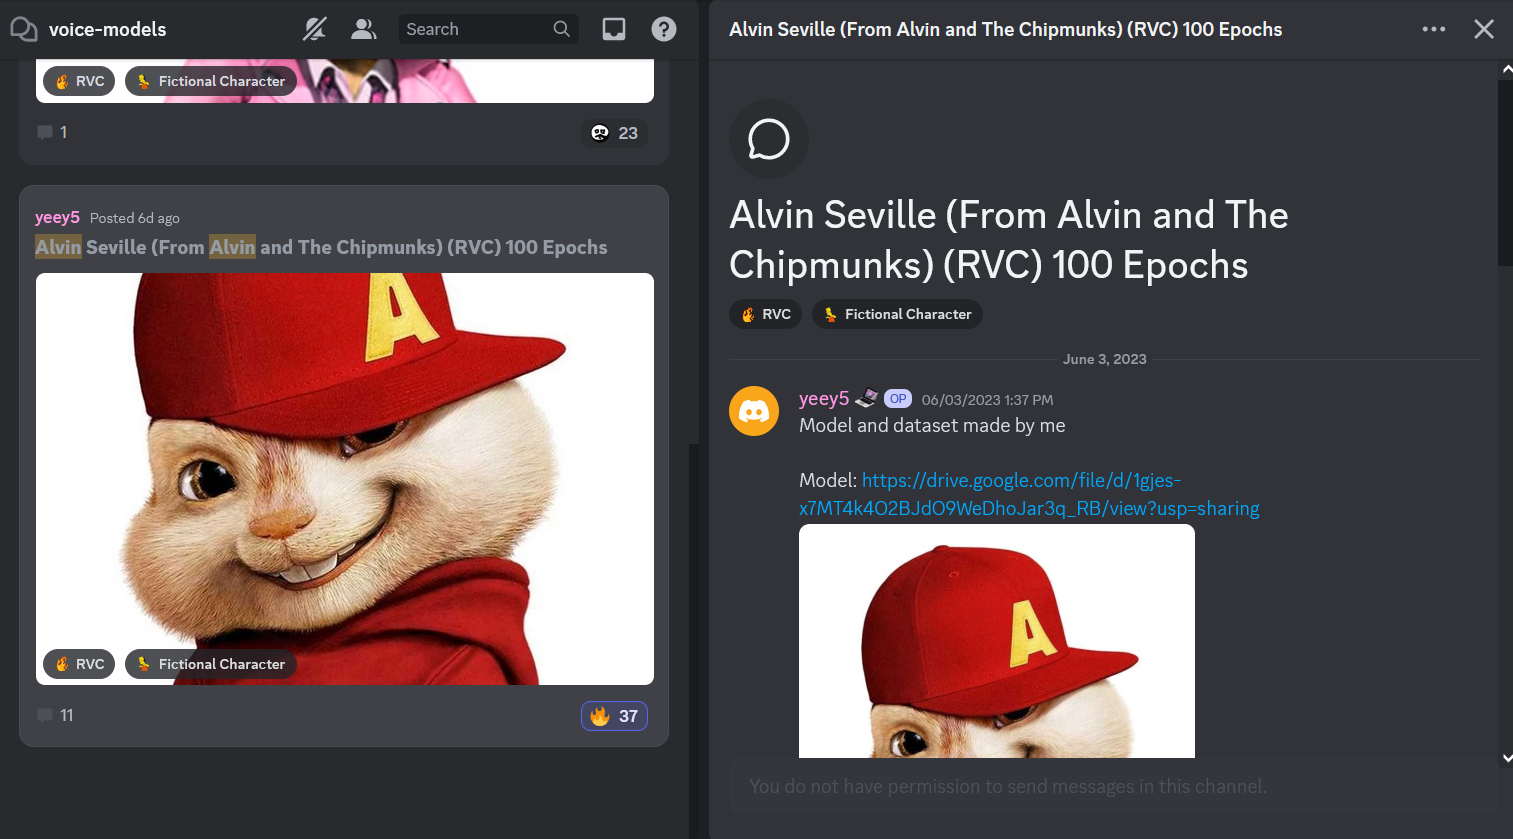 voice-models
Search
RVC
Fictional Character
1
23
yeey5 Posted 6d ago
Alvin Seville (From Alvin and The Chipmunks) (RVC) 100 Epochs
A
RVC
Fictional Character
11
37
Alvin Seville (From Alvin and The Chipmunks) (RVC) 100 Epochs
Alvin Seville (From Alvin and The
Chipmunks) (RVC) 100 Epochs
RVC
Fictional Character
June 3, 2023
yeey5 OP 06/03/2023 1:37 PM
Model and dataset made by me
Model: https://drive.google.com/file/d/1gjes-
x7MT4k4O2BJdO9WeDhoJar3q_RB/view?usp=sharing
A
You do not have permission to send messages in this channel.